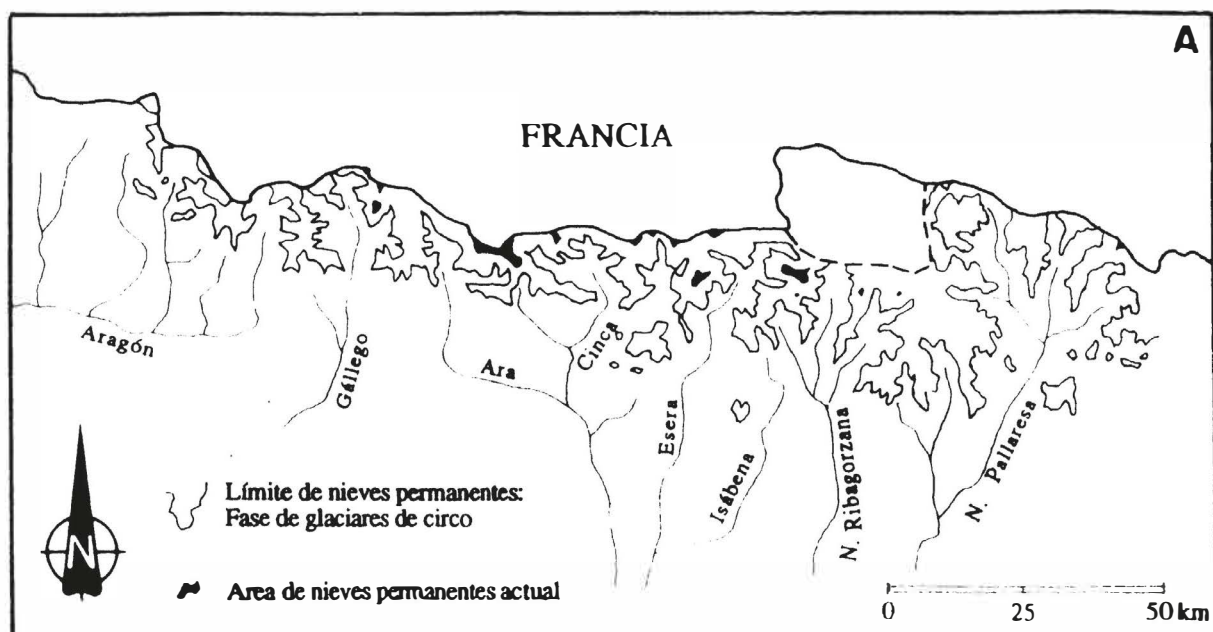 A
FRANCIA
Aragón
Gállego
Ara
Cinca
Esera
Isábena
N. Ribagorzana
N. Pallaresa
N
Límite de nieves permanentes:
Fase de glaciares de circo
Area de nieves permanentes actual
0 25 50 km